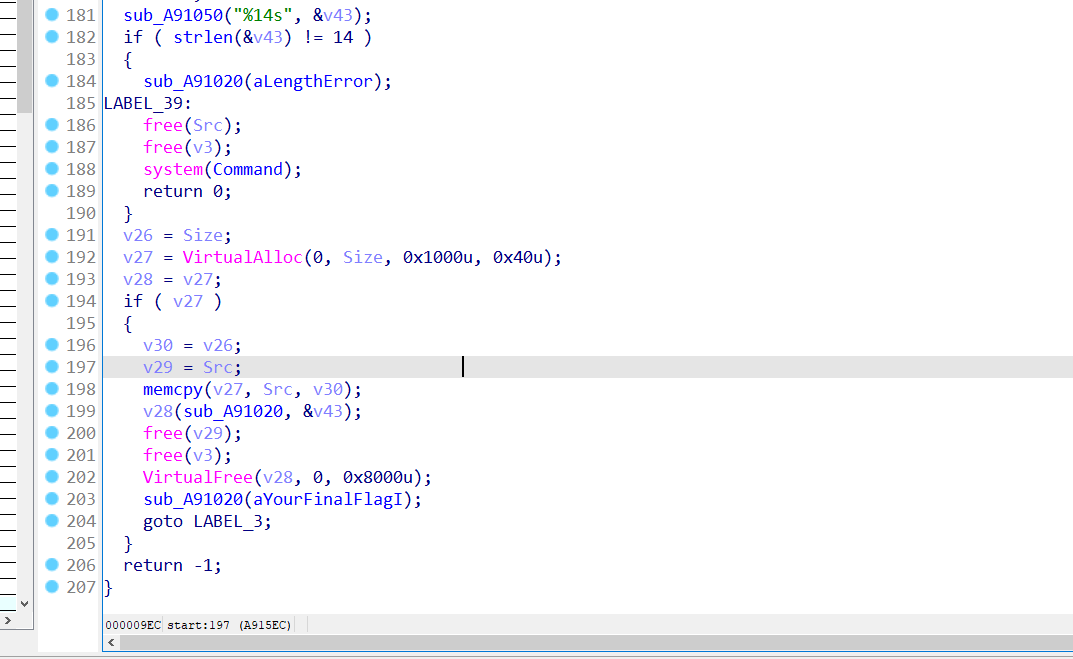 181 sub_A91050("%14s", &v43);
182 if ( strlen(&v43) != 14 )
183 {
184 sub_A91020(aLengthError);
185 LABEL_39:
186 free(Src);
187 free(v3);
188 system(Command);
189 return 0;
190 }
191 v26 = Size;
192 v27 = VirtualAlloc(0, Size, 0x1000u, 0x40u);
193 v28 = v27;
194 if ( v27 )
195 {
196 v30 = v26;
197 v29 = Src;
198 memcpy(v27, Src, v30);
199 v28(sub_A91020, &v43);
200 free(v29);
201 free(v3);
202 VirtualFree(v28, 0, 0x8000u);
203 sub_A91020(aYourFinalFlagI);
204 goto LABEL_3;
205 }
206 return -1;
207 }
000009EC start:197 (A915EC)